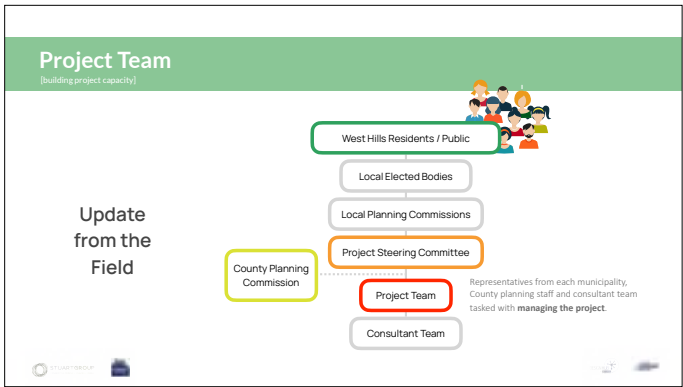 Project Team
[building project capacity]
West Hills Residents / Public
Local Elected Bodies
Local Planning Commissions
Update
from the
Field
Project Steering Committee
County Planning
Commission
Project Team
Representatives from each municipality,
County planning staff and consultant team
tasked with managing the project.
Consultant Team